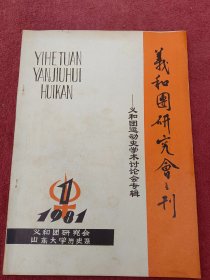 YIHETUAN
YANJIUHUI
HUIKAN
義和團研究會会刊
——义和团运动史学术讨论会专辑
1
1981
义和团研究会
山东大学历史系